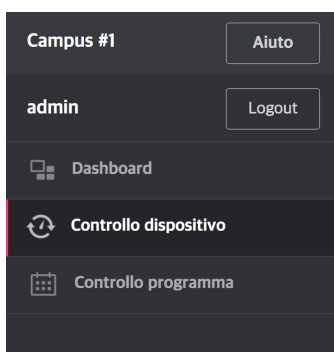 Campus #1 Aiuto
admin Logout
Dashboard
Controllo dispositivo
Controllo programma